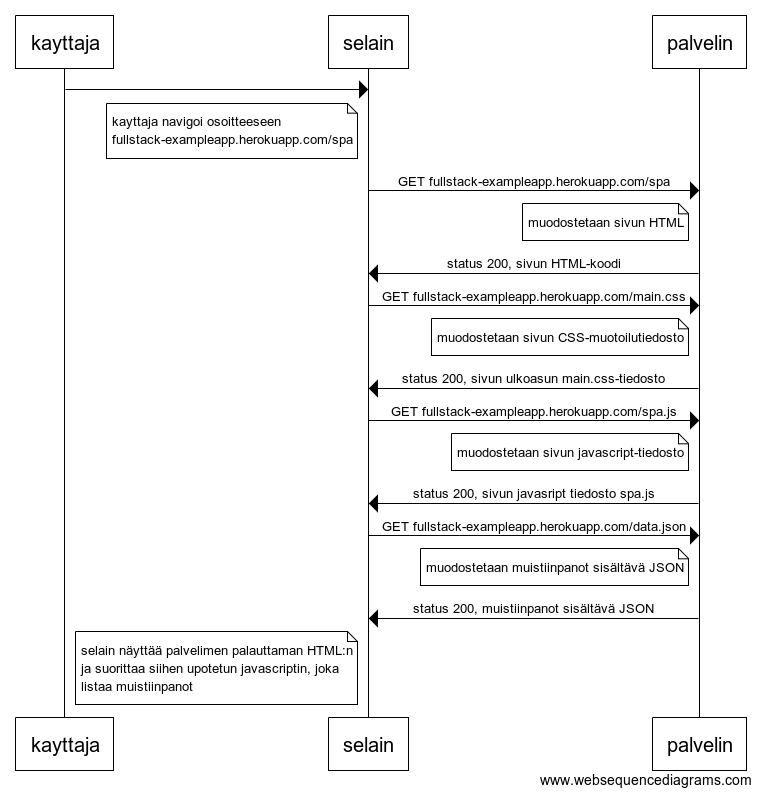 kayttaja
selain
palvelin
kayttaja navigoi osoitteeseen
fullstack-exampleapp.herokuapp.com/spa
GET fullstack-exampleapp.herokuapp.com/spa
muodostetaan sivun HTML
status 200, sivun HTML-koodi
GET fullstack-exampleapp.herokuapp.com/main.css
muodostetaan sivun CSS-muotoilutiedosto
status 200, sivun ulkoasun main.css-tiedosto
GET fullstack-exampleapp.herokuapp.com/spa.js
muodostetaan sivun javascript-tiedosto
status 200, sivun javasript tiedosto spa.js
GET fullstack-exampleapp.herokuapp.com/data.json
muodostetaan muistiinpanot sisältävä JSON
status 200, muistiinpanot sisältävä JSON
selain näyttää palvelimen palauttaman HTML:n
ja suorittaa siihen upotetun javascriptin, joka
listaa muistiinpanot
kayttaja
selain
palvelin
www.websequencediagrams.com